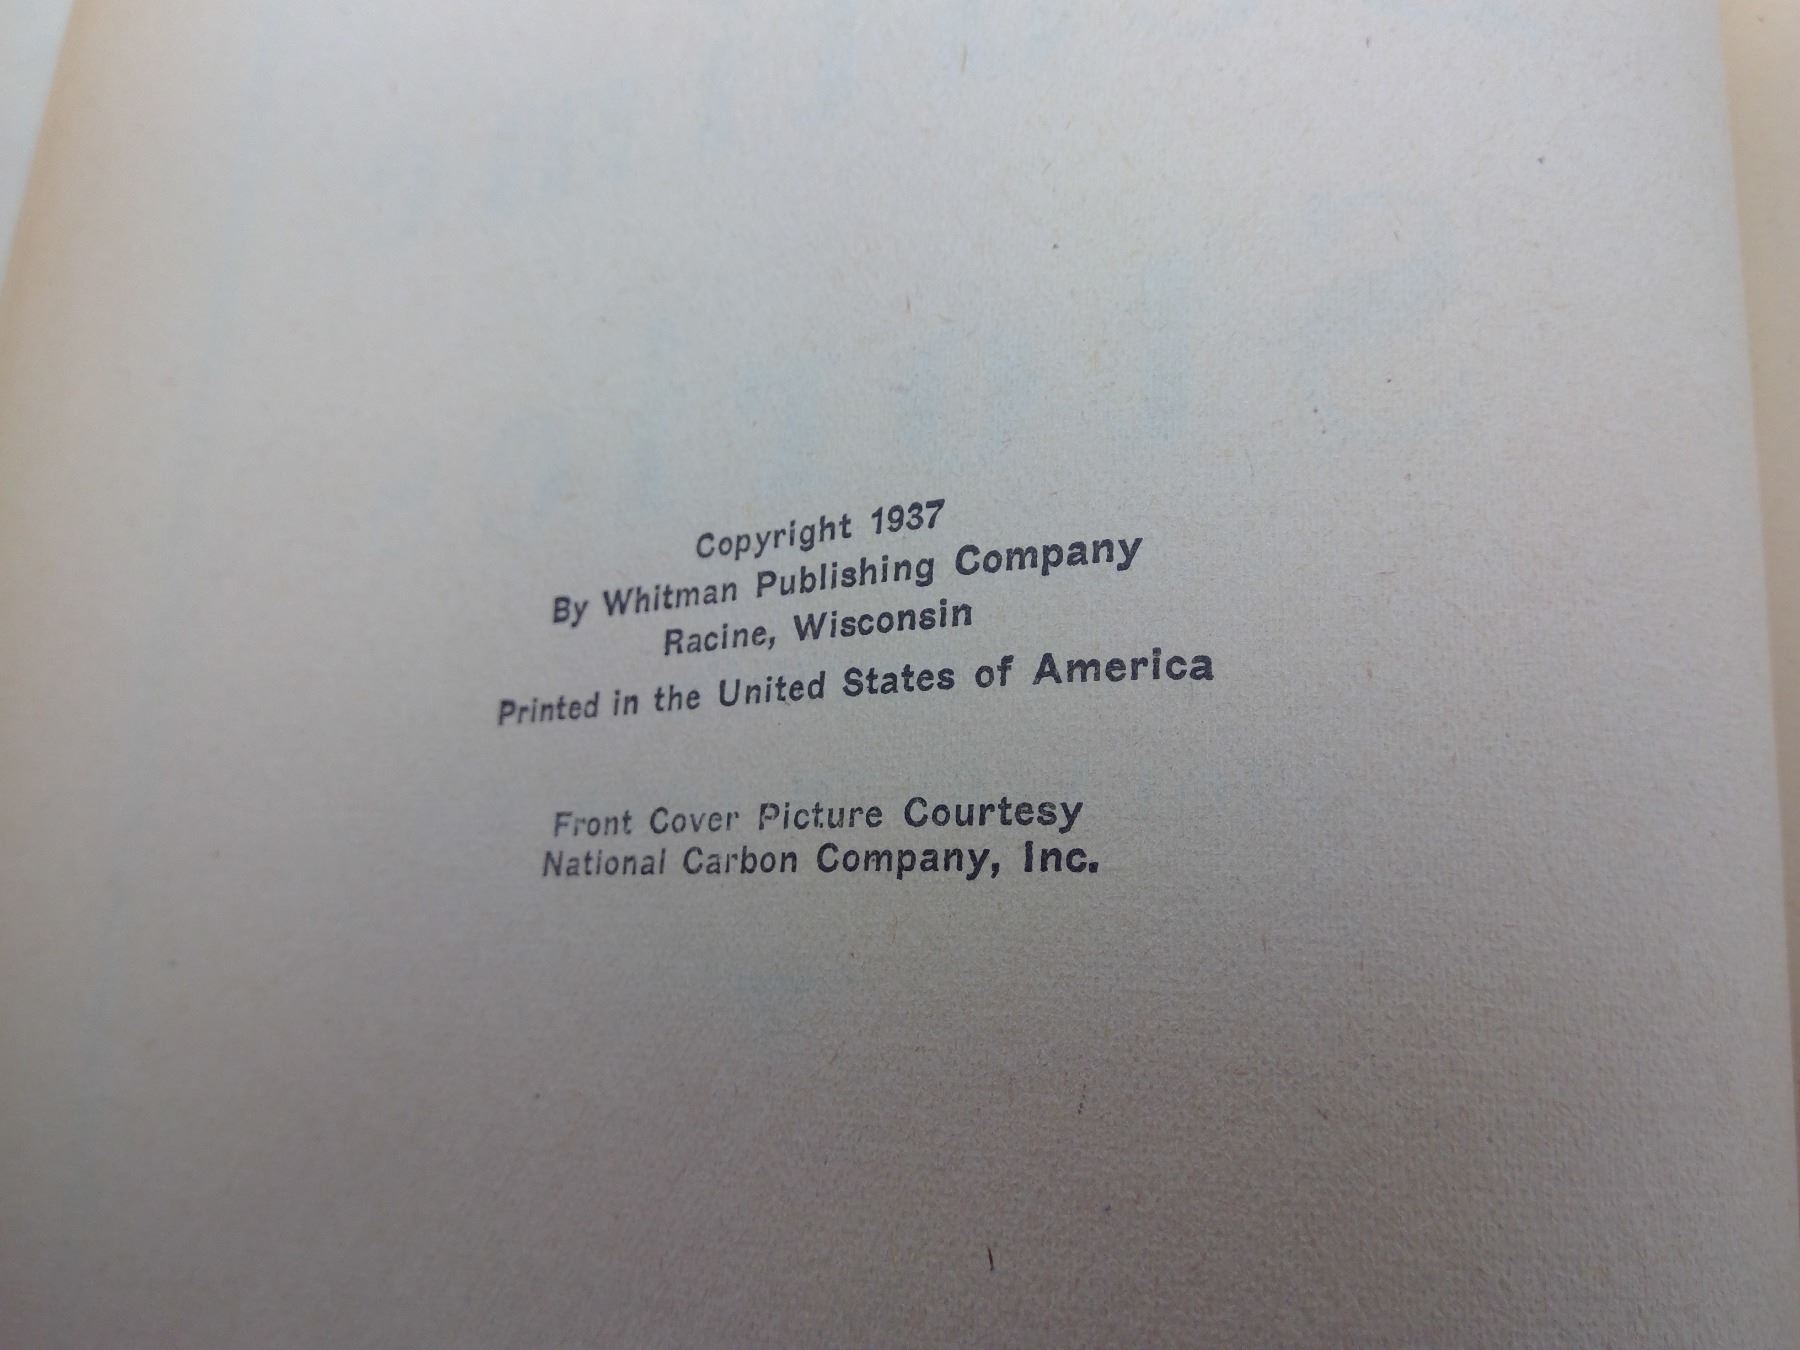 Copyright 1937
By Whitman Publishing Company
Racine, Wisconsin
Printed in the United States of America
Front Cover Picture Courtesy
National Carbon Company, Inc.